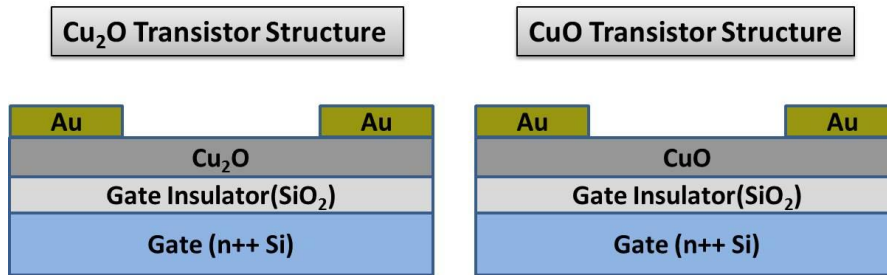 Cu₂O Transistor Structure
CuO Transistor Structure
Au
Au
Cu₂O
Gate Insulator(SiO₂)
Gate (n++ Si)
Au
Au
CuO
Gate Insulator(SiO₂)
Gate (n++ Si)